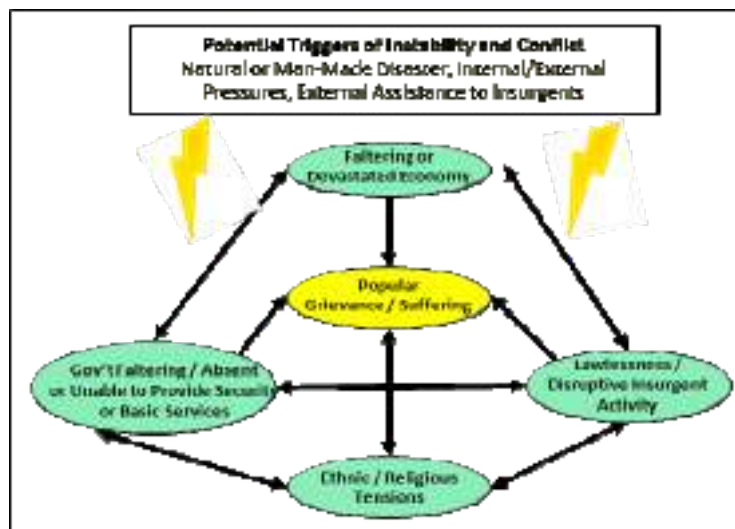 Potential Triggers of Instability and Conflict
Natural or Man-Made Disaster, Internal/External
Pressures, External Assistance to Insurgents
Faltering or
Devastated Economy
Popular
Grievance / Suffering
Gov't Faltering / Absent
or Unable to Provide Security
or Basic Services
Lawlessness /
Disruptive Insurgent
Activity
Ethnic / Religious
Tensions